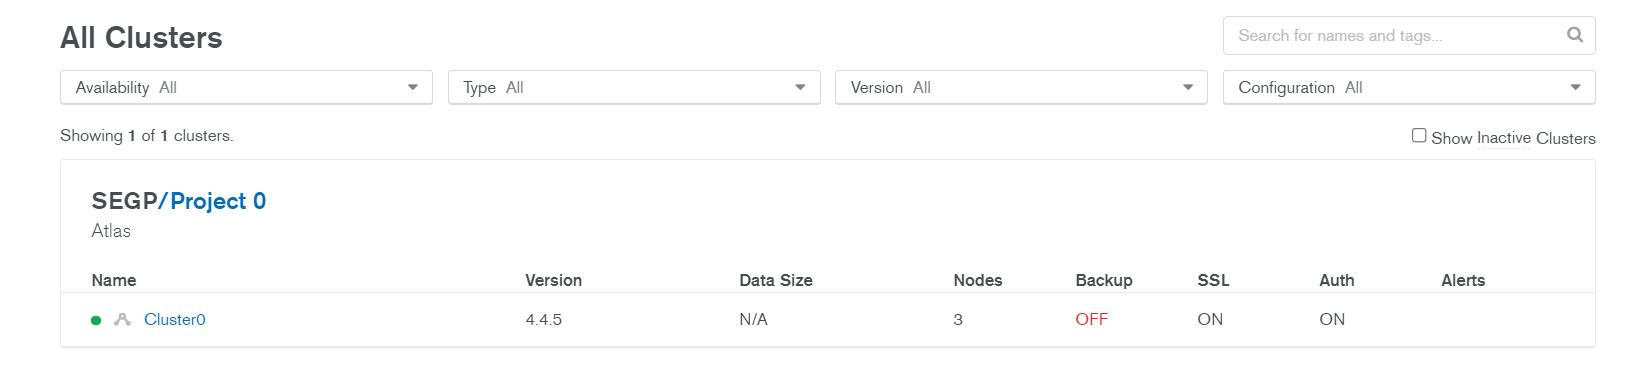 All Clusters
Search for names and tags...
Availability All
Type All
Version All
Configuration All
Showing 1 of 1 clusters.
Show Inactive Clusters
SEGP/Project 0
Atlas
Name Version Data Size Nodes Backup SSL Auth Alerts
Cluster0 4.4.5 N/A 3 OFF ON ON